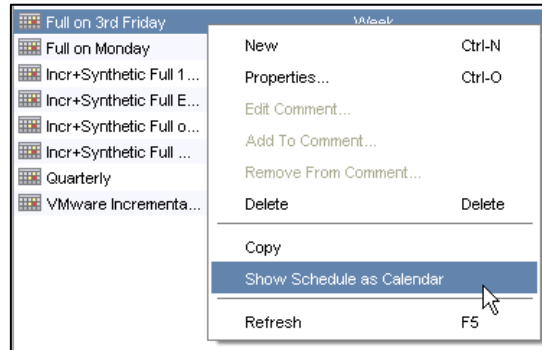 Full on 3rd Friday Week
Full on Monday
Incr+Synthetic Full 1...
Incr+Synthetic Full E...
Incr+Synthetic Full o...
Incr+Synthetic Full ...
Quarterly
VMware Incrementa...
New Ctrl-N
Properties... Ctrl-O
Edit Comment...
Add To Comment...
Remove From Comment...
Delete Delete
Copy
Show Schedule as Calendar
Refresh F5